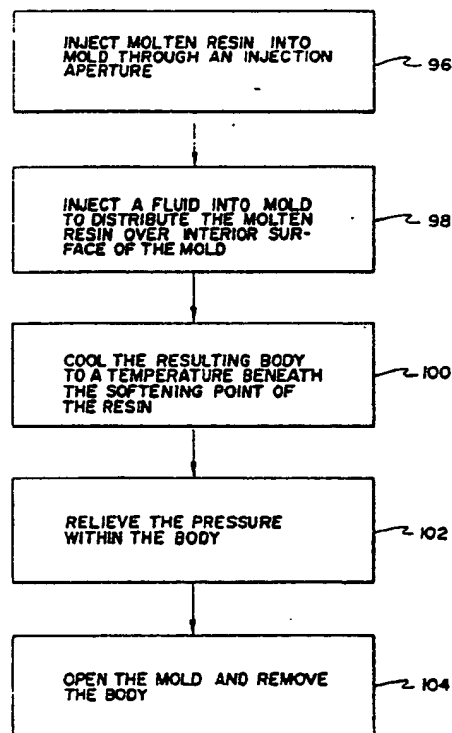 INJECT MOLTEN RESIN INTO
MOLD THROUGH AN INJECTION
APERTURE
96
INJECT A FLUID INTO MOLD
TO DISTRIBUTE THE MOLTEN
RESIN OVER INTERIOR SUR-
FACE OF THE MOLD
98
COOL THE RESULTING BODY
TO A TEMPERATURE BENEATH
THE SOFTENING POINT OF
THE RESIN
100
RELIEVE THE PRESSURE
WITHIN THE BODY
102
OPEN THE MOLD AND REMOVE
THE BODY
104